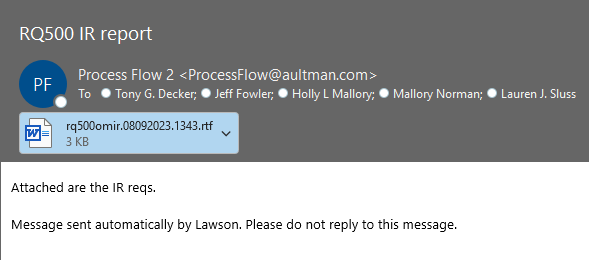 RQ500 IR report
PF
Process Flow 2 <ProcessFlow@aultman.com>
To Tony G. Decker; Jeff Fowler; Holly L Mallory; Mallory Norman; Lauren J. Sluss
rq500omir.08092023.1343.rtf
3 KB
Attached are the IR reqs.
Message sent automatically by Lawson. Please do not reply to this message.